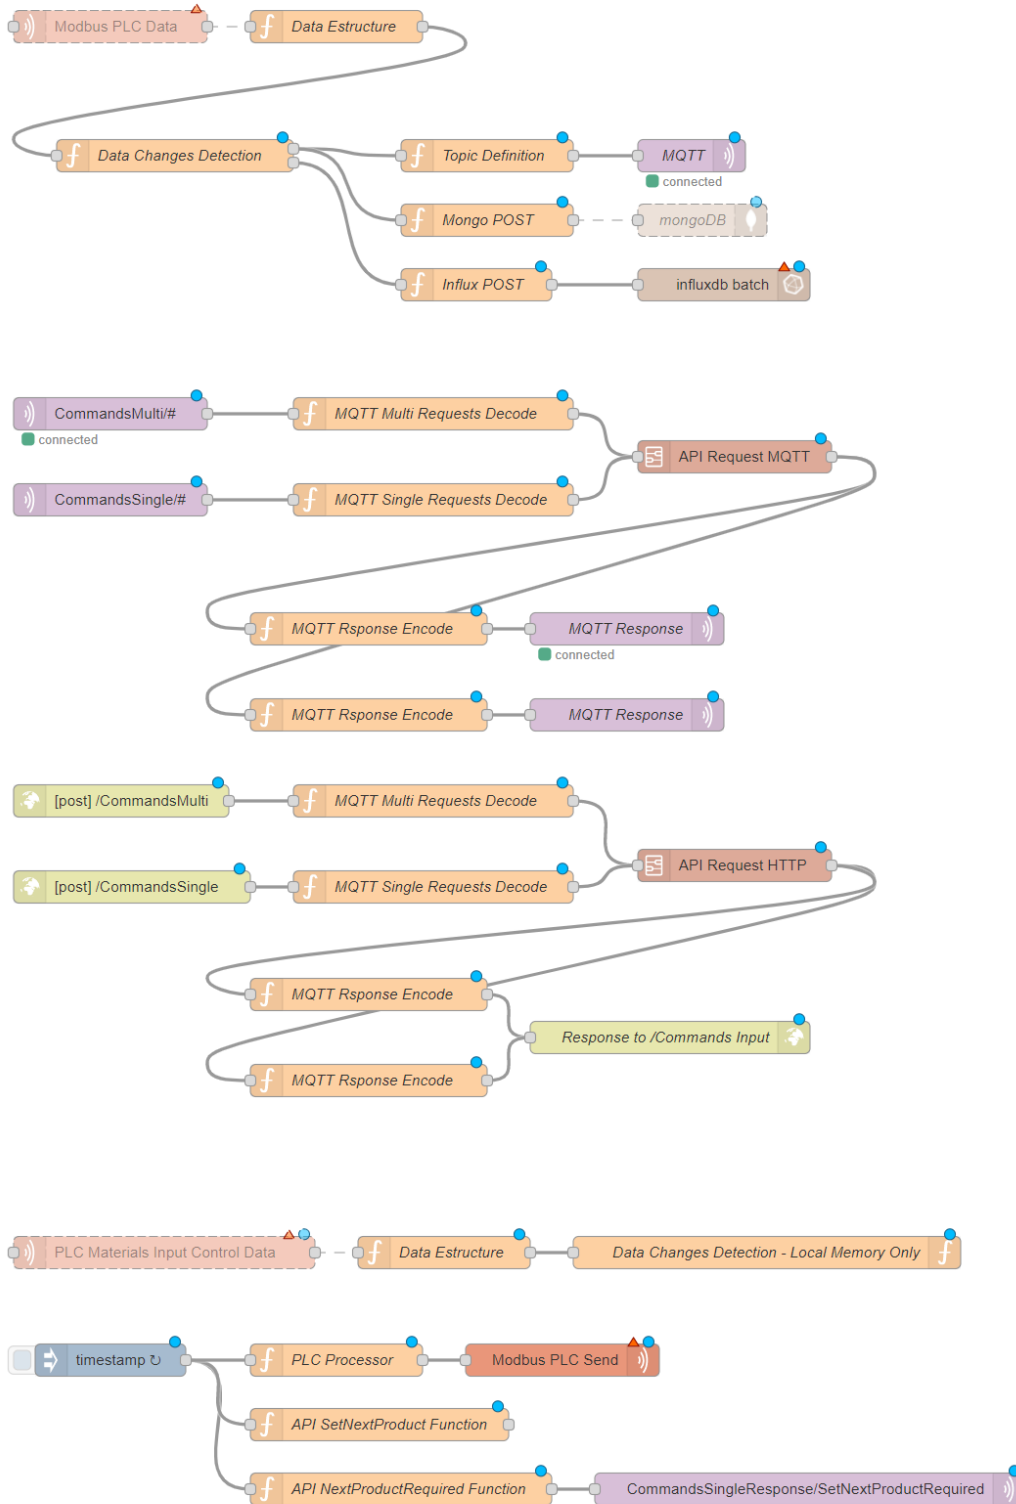 Modbus PLC Data
Data Estructure
Data Changes Detection
Topic Definition
MQTT
connected
Mongo POST
mongoDB
Influx POST
influxdb batch
CommandsMulti/#
connected
MQTT Multi Requests Decode
API Request MQTT
CommandsSingle/#
MQTT Single Requests Decode
MQTT Rsponse Encode
MQTT Response
connected
MQTT Rsponse Encode
MQTT Response
[post] /CommandsMulti
MQTT Multi Requests Decode
API Request HTTP
[post] /CommandsSingle
MQTT Single Requests Decode
MQTT Rsponse Encode
Response to /Commands Input
MQTT Rsponse Encode
PLC Materials Input Control Data
Data Estructure
Data Changes Detection - Local Memory Only
timestamp ↻
PLC Processor
Modbus PLC Send
API SetNextProduct Function
API NextProductRequired Function
CommandsSingleResponse/SetNextProductRequired